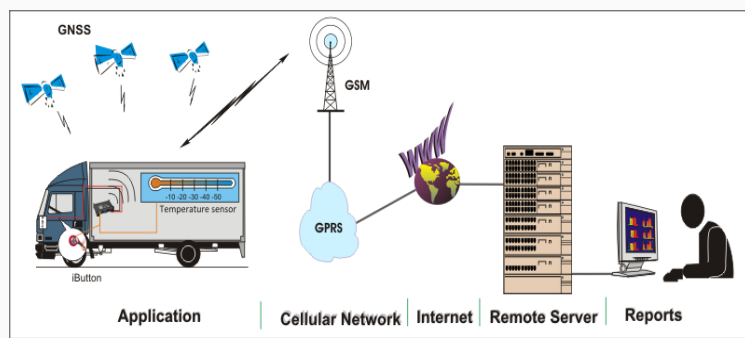 GNSS
GSM
WWW
-10 -20 -30 -40 -50
Temperature sensor
GPRS
iButton
Application
Cellular Network
Internet
Remote Server
Reports